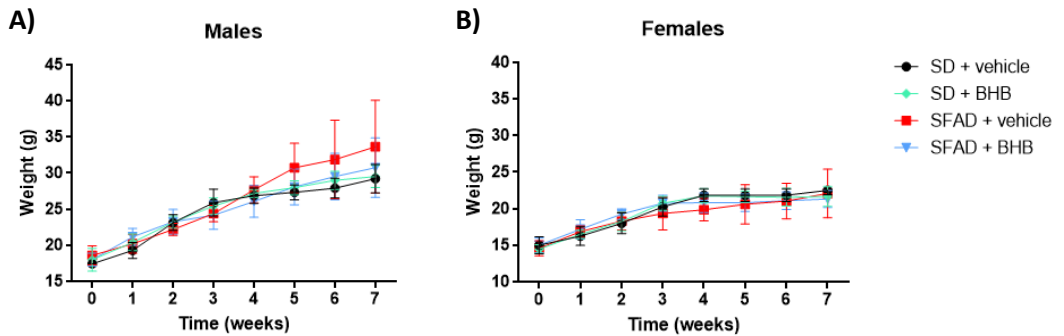 A)
Males
45
40
35
30
25
20
15
Weight (g)
0 1 2 3 4 5 6 7
Time (weeks)
B)
Females
40
35
30
25
20
15
10
Weight (g)
0 1 2 3 4 5 6 7
Time (weeks)
SD + vehicle
SD + BHB
SFAD + vehicle
SFAD + BHB